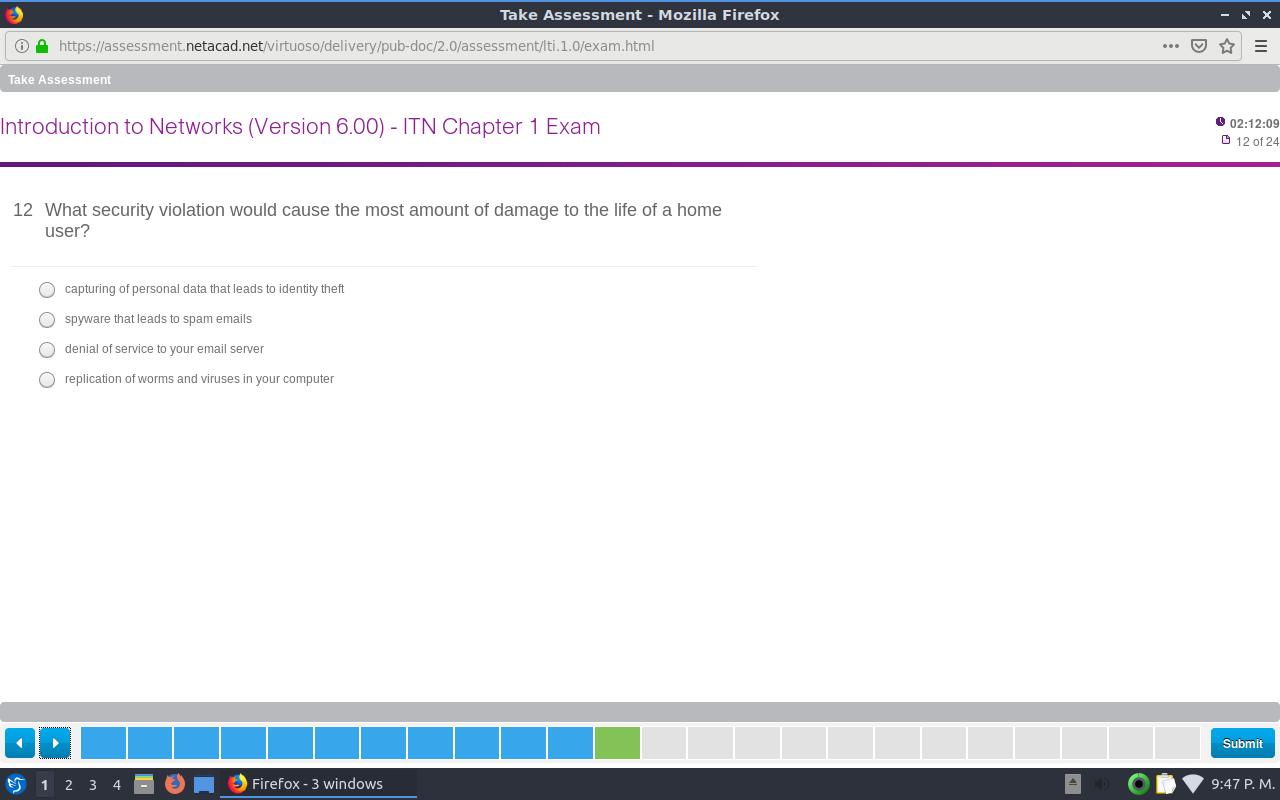 Take Assessment - Mozilla Firefox
https://assessment.netacad.net/virtuoso/delivery/pub-doc/2.0/assessment/lti.1.0/exam.html
Take Assessment
Introduction to Networks (Version 6.00) - ITN Chapter 1 Exam
02:12:09
12 of 24
12 What security violation would cause the most amount of damage to the life of a home
user?
capturing of personal data that leads to identity theft
spyware that leads to spam emails
denial of service to your email server
replication of worms and viruses in your computer
Submit
1 2 3 4 Firefox - 3 windows 9:47 P. M.